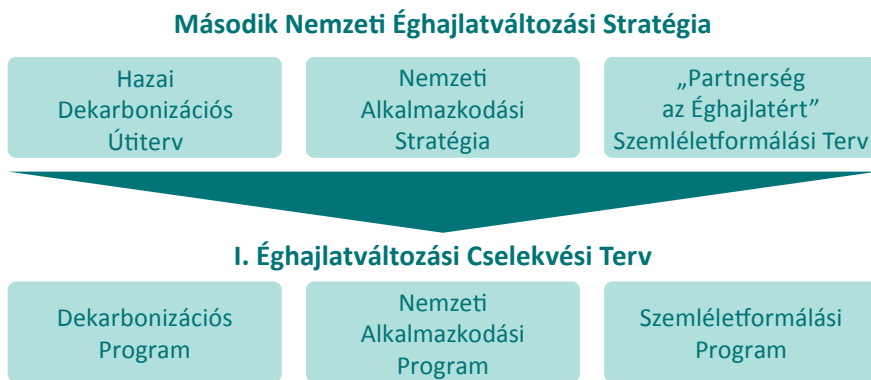 Második Nemzeti Éghajlatváltozási Stratégia
Hazai
Dekarbonizációs
Útiterv
Nemzeti
Alkalmazkodási
Stratégia
„Partnerség
az Éghajlatért”
Szemléletformálási Terv
I. Éghajlatváltozási Cselekvési Terv
Dekarbonizációs
Program
Nemzeti
Alkalmazkodási
Program
Szemléletformálási
Program